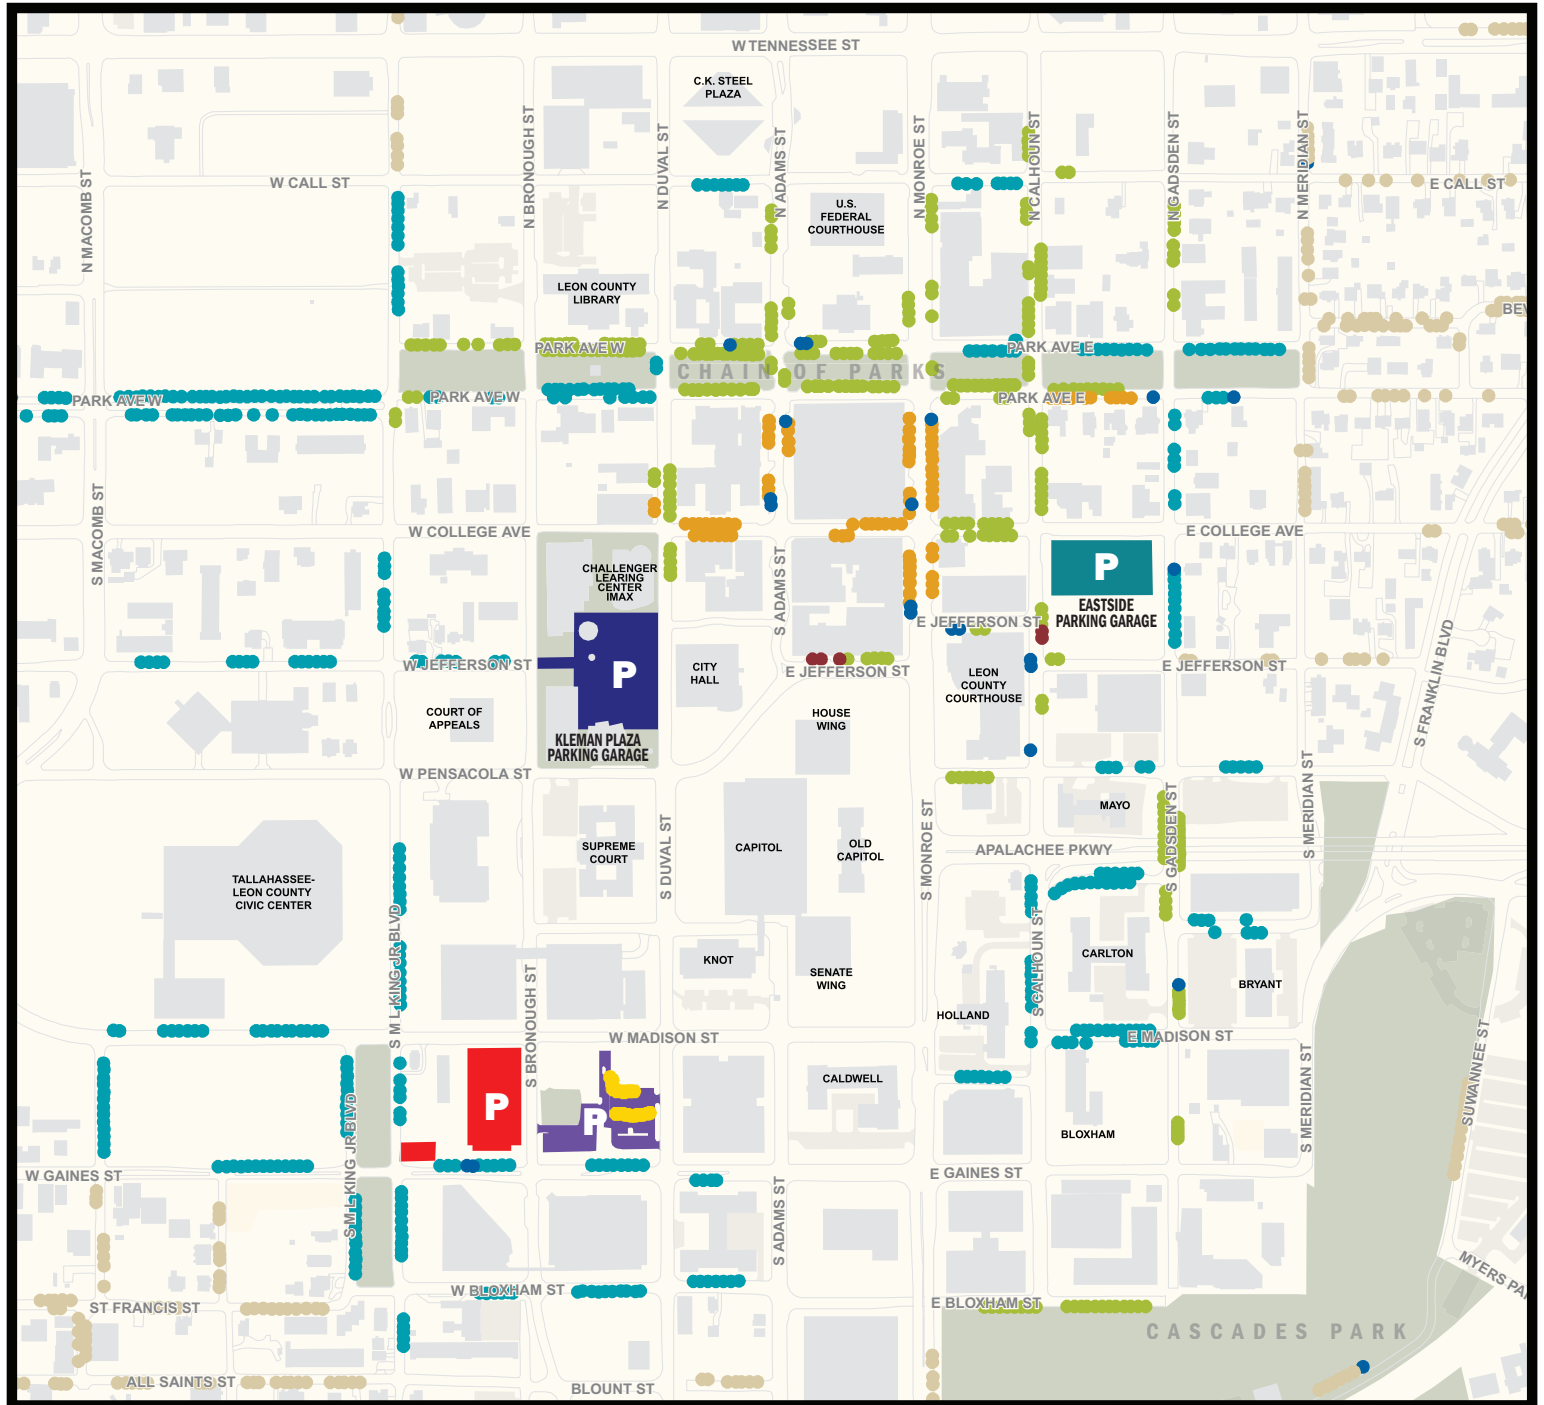 W TENNESSEE ST
C.K. STEEL
PLAZA
N MACOMB ST
N BRONOUGH ST
N DUVAL ST
N ADAMS ST
N MONROE ST
N CALHOUN ST
N GADSDEN ST
N MERIDIAN ST
W CALL ST
E CALL ST
U.S.
FEDERAL
COURTHOUSE
LEON COUNTY
LIBRARY
BEV
PARK AVE W
PARK AVE E
CHAIN OF PARKS
PARK AVE W
PARK AVE W
PARK AVE E
S MACOMB ST
W COLLEGE AVE
E COLLEGE AVE
CHALLENGER
LEARING
CENTER
IMAX
S ADAMS ST
P
EASTSIDE
PARKING GARAGE
E JEFFERSON ST
W JEFFERSON ST
P
CITY
HALL
E JEFFERSON ST
E JEFFERSON ST
LEON
COUNTY
COURTHOUSE
S FRANKLIN BLVD
COURT OF
APPEALS
HOUSE
WING
KLEMAN PLAZA
PARKING GARAGE
W PENSACOLA ST
MAYO
S GADSDEN ST
S MERIDIAN ST
S DUVAL ST
S MONROE ST
SUPREME
COURT
CAPITOL
OLD
CAPITOL
APALACHEE PKWY
TALLAHASSEE-
LEON COUNTY
CIVIC CENTER
S M L KING JR BLVD
S CALHOUN ST
CARLTON
KNOT
SENATE
WING
BRYANT
HOLLAND
S BRONOUGH ST
W MADISON ST
E MADISON ST
SUWANNEE ST
S MERIDIAN ST
CALDWELL
P
P
BLOXHAM
S M L KING JR BLVD
W GAINES ST
E GAINES ST
S ADAMS ST
MYERS PA
W BLOXHAM ST
E BLOXHAM ST
ST FRANCIS ST
CASCADES PARK
ALL SAINTS ST
BLOUNT ST